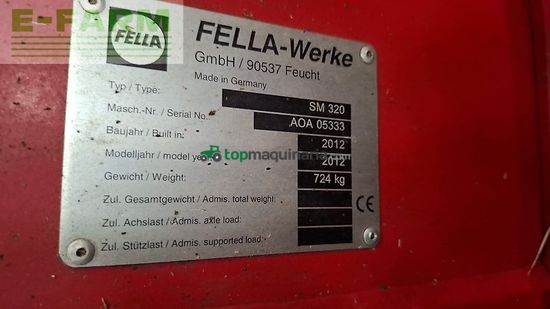 E-FARM
FELLA
FELLA-Werke
GmbH / 90537 Feucht
Made in Germany
Typ / Type: SM 320
Masch.-Nr. / Serial No.: AOA 05333
Baujahr / Built in: 2012
Modelljahr / model year: 2012
topmaquinaria.com
Gewicht / Weight: 724 kg
Zul. Gesamtgewicht / Admis. total weight:
Zul. Achslast / Admis. axle load:
Zul. Stützlast / Admis. supported load:
CE